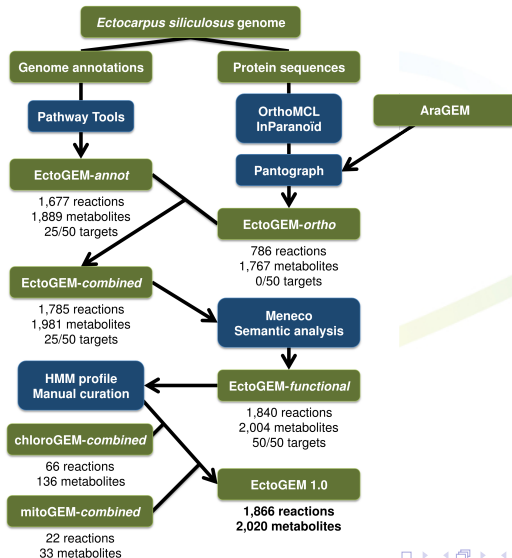 Ectocarpus siliculosus genome
Genome annotations
Protein sequences
Pathway Tools
OrthoMCL
InParanoïd
AraGEM
Pantograph
EctoGEM-annot
1,677 reactions
1,889 metabolites
25/50 targets
EctoGEM-ortho
786 reactions
1,767 metabolites
0/50 targets
EctoGEM-combined
1,785 reactions
1,981 metabolites
25/50 targets
Meneco
Semantic analysis
HMM profile
Manual curation
EctoGEM-functional
1,840 reactions
2,004 metabolites
50/50 targets
chloroGEM-combined
66 reactions
136 metabolites
EctoGEM 1.0
1,866 reactions
2,020 metabolites
mitoGEM-combined
22 reactions
33 metabolites